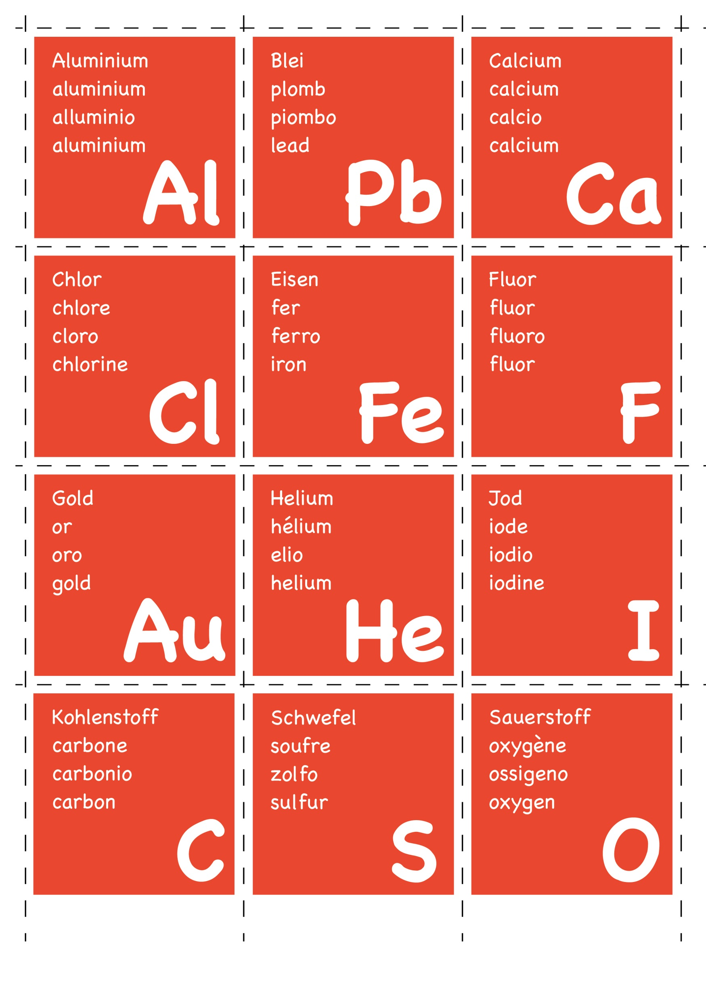 Aluminium
aluminium
alluminio
aluminium
Al
Blei
plomb
piombo
lead
Pb
Calcium
calcium
calcio
calcium
Ca
Chlor
chlore
cloro
chlorine
Cl
Eisen
fer
ferro
iron
Fe
Fluor
fluor
fluoro
fluor
F
Gold
or
oro
gold
Au
Helium
hélium
elio
helium
He
Jod
iode
iodio
iodine
I
Kohlenstoff
carbone
carbonio
carbon
C
Schwefel
soufre
zolfo
sulfur
S
Sauerstoff
oxygène
ossigeno
oxygen
O